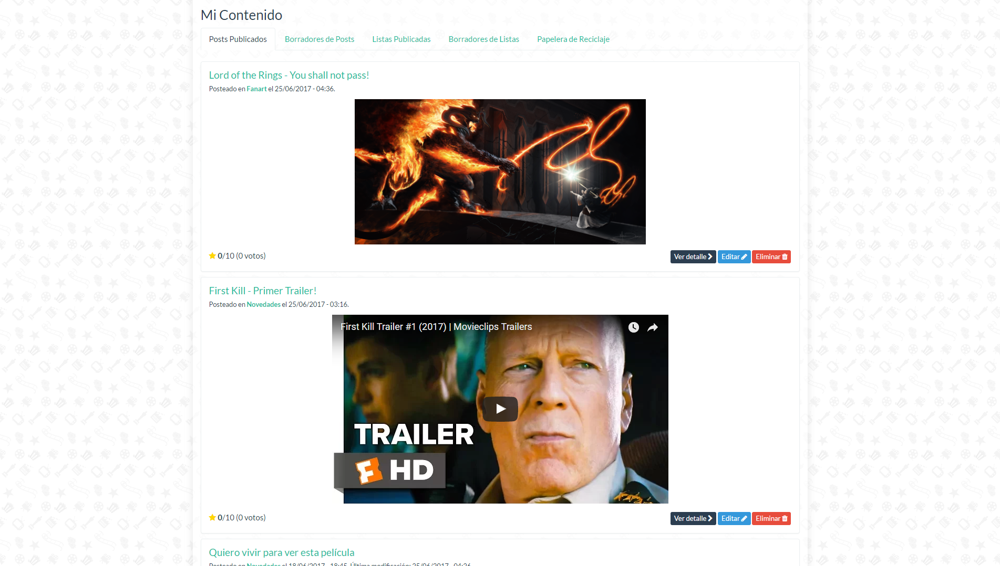 Mi Contenido
Posts Publicados
Borradores de Posts
Listas Publicadas
Borradores de Listas
Papelera de Reciclaje
Lord of the Rings - You shall not pass!
Posteado en Fanart el 25/06/2017 - 04:36.
0/10 (0 votos)
Ver detalle
Editar
Eliminar
First Kill - Primer Trailer!
Posteado en Novedades el 25/06/2017 - 03:16.
First Kill Trailer #1 (2017) | Movieclips Trailers
TRAILER
F HD
0/10 (0 votos)
Ver detalle
Editar
Eliminar
Quiero vivir para ver esta película
Posteado en Novedades el 18/06/2017 - 18:45. Última modificación: 25/06/2017 - 04:26.